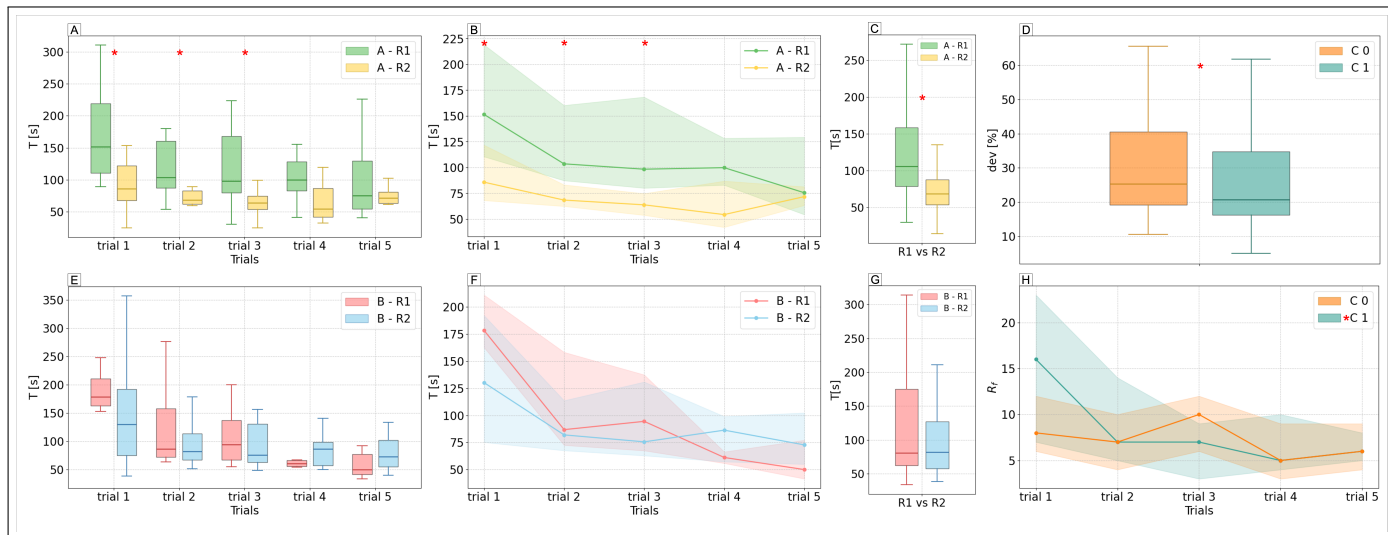 A
T [s]
300
250
200
150
100
50
trial 1
trial 2
trial 3
trial 4
trial 5
Trials
*
*
*
A - R1
A - R2
B
T [s]
225
200
175
150
125
100
75
50
trial 1
trial 2
trial 3
trial 4
trial 5
Trials
*
*
*
A - R1
A - R2
C
T[s]
250
200
150
100
50
R1 vs R2
*
A - R1
A - R2
D
dev [%]
60
50
40
30
20
10
*
C 0
C 1
E
T [s]
350
300
250
200
150
100
50
trial 1
trial 2
trial 3
trial 4
trial 5
Trials
B - R1
B - R2
F
T [s]
200
175
150
125
100
75
50
trial 1
trial 2
trial 3
trial 4
trial 5
Trials
B - R1
B - R2
G
T[s]
300
250
200
150
100
50
R1 vs R2
B - R1
B - R2
H
Rf
20
15
10
5
trial 1
trial 2
trial 3
trial 4
trial 5
Trials
C 0
*C 1